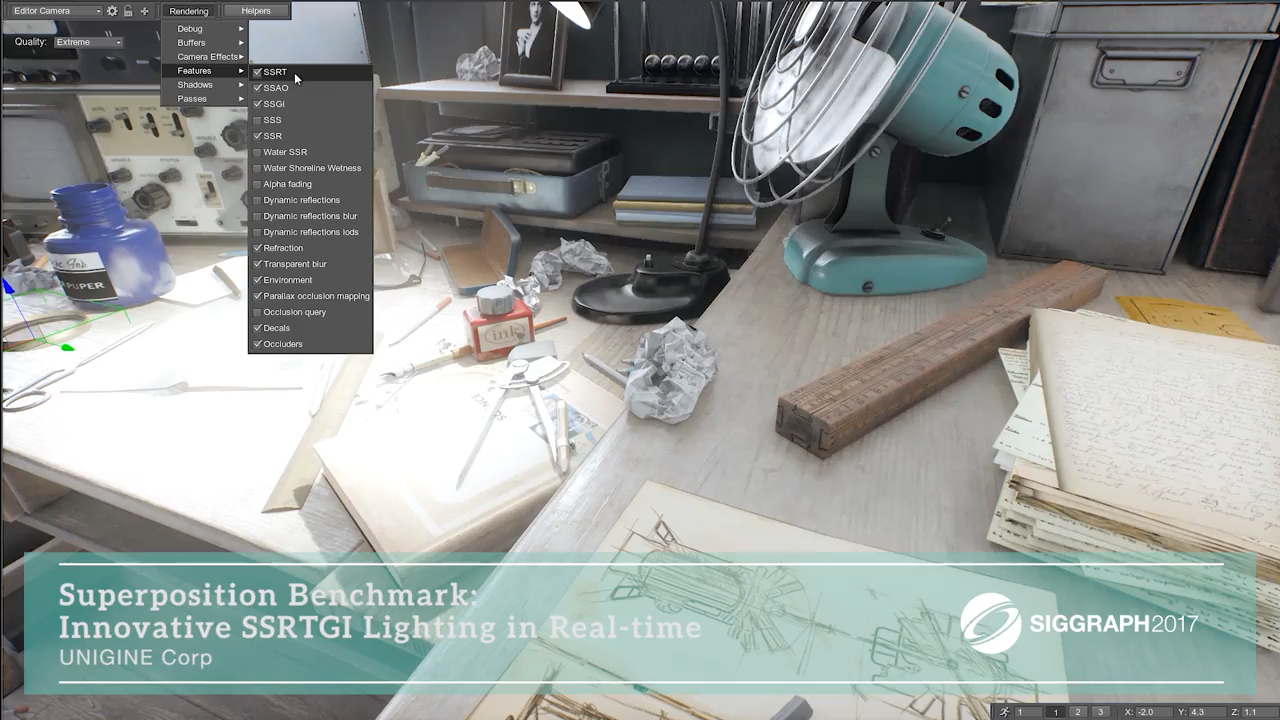 Editor Camera
Rendering
Helpers
Quality:
Extreme
Debug
Buffers
Camera Effects
Features
Shadows
Passes
SSRT
SSAO
SSGI
SSS
SSR
Water SSR
Water Shoreline Wetness
Alpha fading
Dynamic reflections
Dynamic reflections blur
Dynamic reflections lods
Refraction
Transparent blur
Environment
Parallax occlusion mapping
Occlusion query
Decals
Occluders
Ink
PUPER
ink
Superposition Benchmark:
Innovative SSRTGI Lighting in Real-time
UNIGINE Corp
SIGGRAPH2017
1 1 2 3 X: -2.0 Y: 4.3 Z: 1.1